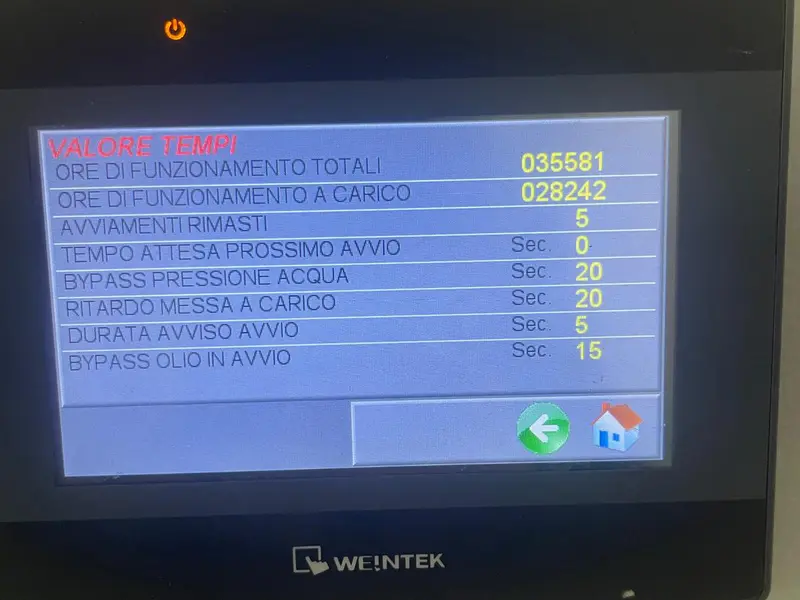 VALORE TEMPI
ORE DI FUNZIONAMENTO TOTALI 035581
ORE DI FUNZIONAMENTO A CARICO 028242
AVVIAMENTI RIMASTI 5
TEMPO ATTESA PROSSIMO AVVIO Sec. 0
BYPASS PRESSIONE ACQUA Sec. 20
RITARDO MESSA A CARICO Sec. 20
DURATA AVVISO AVVIO Sec. 5
BYPASS OLIO IN AVVIO Sec. 15
WE!NTEK